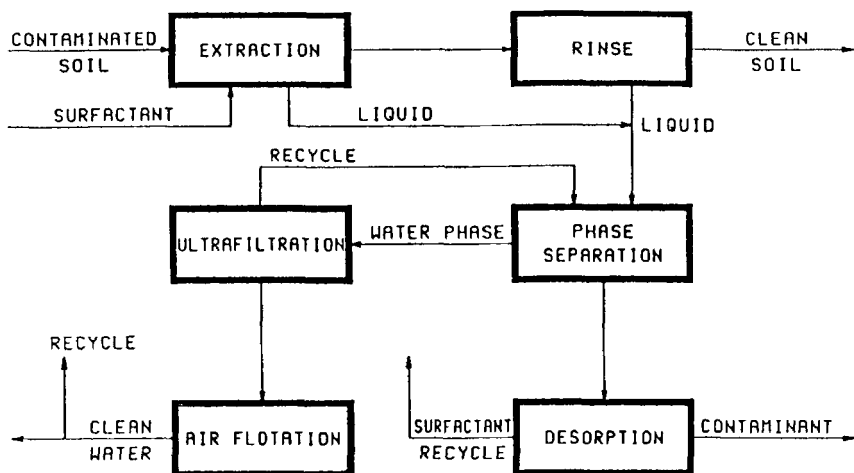 CONTAMINATED
SOIL
EXTRACTION
RINSE
CLEAN
SOIL
SURFACTANT
LIQUID
LIQUID
RECYCLE
ULTRAFILTRATION
WATER PHASE
PHASE
SEPARATION
RECYCLE
CLEAN
WATER
AIR FLOTATION
SURFACTANT
RECYCLE
DESORPTION
CONTAMINANT